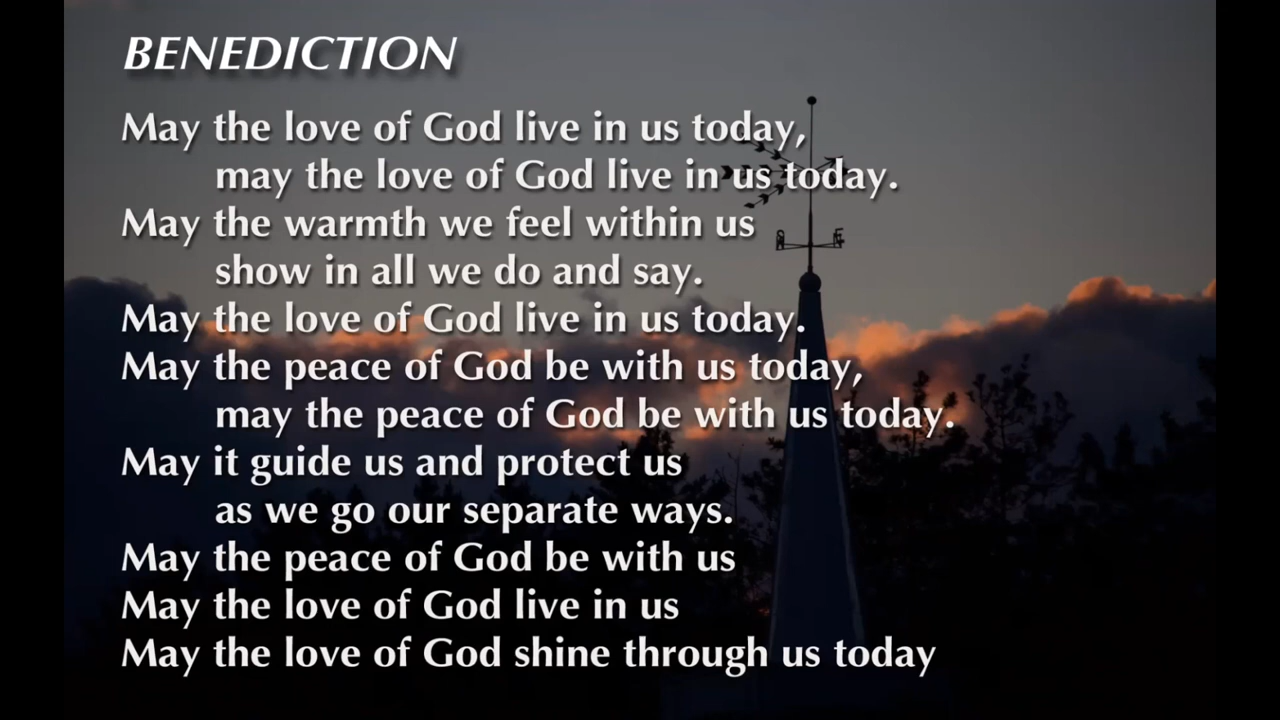 BENEDICTION
May the love of God live in us today,
may the love of God live in us today.
May the warmth we feel within us
show in all we do and say.
May the love of God live in us today.
May the peace of God be with us today,
may the peace of God be with us today.
May it guide us and protect us
as we go our separate ways.
May the peace of God be with us
May the love of God live in us
May the love of God shine through us today